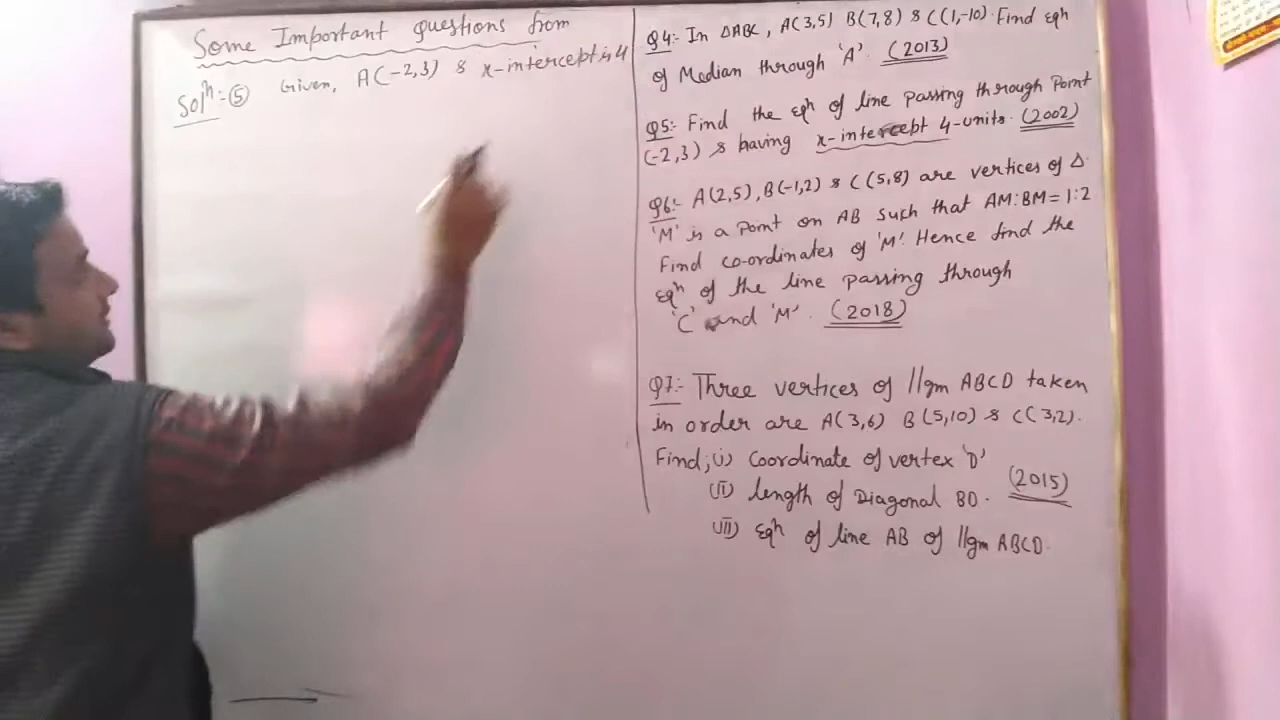 Some Important Questions from
Solⁿ:-⑤ Given, A(-2,3) & x-intercept is 4
Q4:- In ΔABC, A(3,5) B(7,8) & C(1,-10). Find eqⁿ
of Median through 'A'. (2013)
Q5:- Find the eqⁿ of line passing through Point
(-2,3) & having x-intercept 4-units. (2002)
Q6:- A(2,5), B(-1,2) & C(5,8) are vertices of Δ.
'M' is a point on AB such that AM:BM=1:2
Find co-ordinates of 'M'. Hence find the
eqⁿ of the line passing through
'C' and 'M'. (2018)
Q7:- Three vertices of ||gm ABCD taken
in order are A(3,6) B(5,10) & C(3,2).
Find; (i) Coordinate of vertex 'D'
(ii) length of Diagonal BD. (2015)
(iii) eqⁿ of line AB of ||gm ABCD.